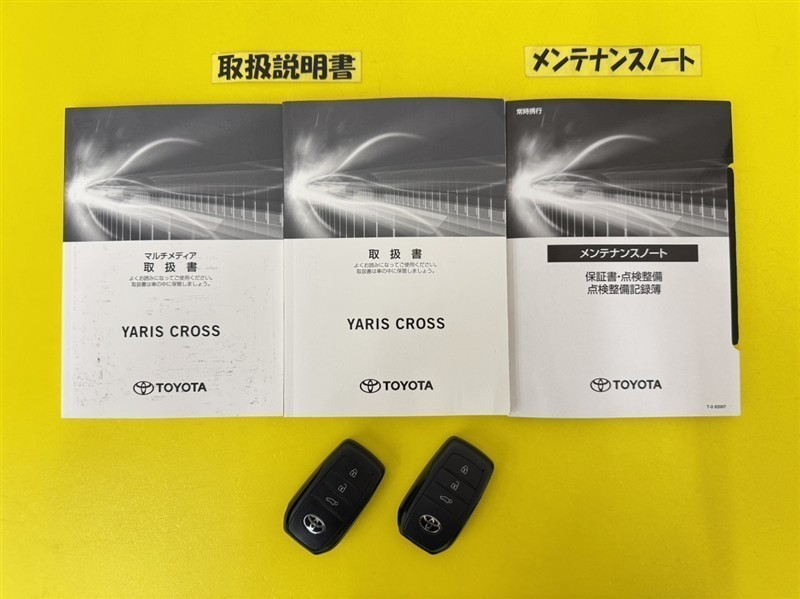 取扱説明書
メンテナンスノート
マルチメディア
取扱書
よくお読みになってご使用ください。
取扱書は車の中に保管しましょう。
YARIS CROSS
TOYOTA
取扱書
よくお読みになってご使用ください。
取扱書は車の中に保管しましょう。
YARIS CROSS
TOYOTA
常時携行
メンテナンスノート
保証書・点検整備
点検整備記録簿
TOYOTA